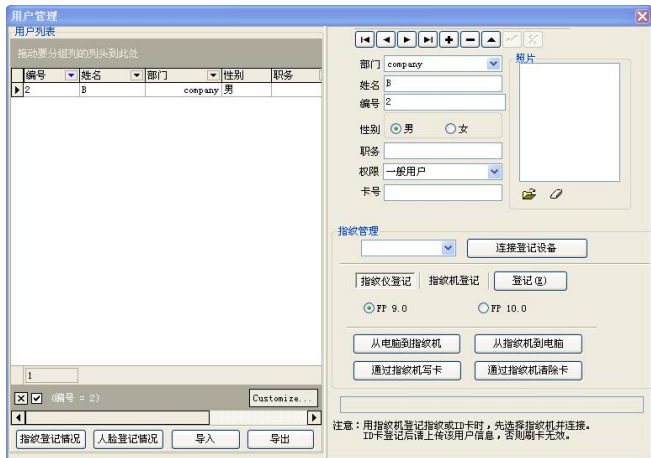 用户管理
用户列表
拖动要分组列的列头到此处
编号 姓名 部门 性别 职务
2 B company 男
1
(编号 = 2)
Customize...
指纹登记情况 人脸登记情况 导入 导出
部门 company
姓名 B
编号 2
性别 男 女
职务
权限 一般用户
卡号
照片
指纹管理
连接登记设备
指纹仪登记 指纹机登记 登记(E)
FP 9.0 FP 10.0
从电脑到指纹机 从指纹机到电脑
通过指纹机写卡 通过指纹机清除卡
注意：用指纹机登记指纹或ID卡时，先选择指纹机并连接。
ID卡登记后请上传该用户信息，否则刷卡无效。